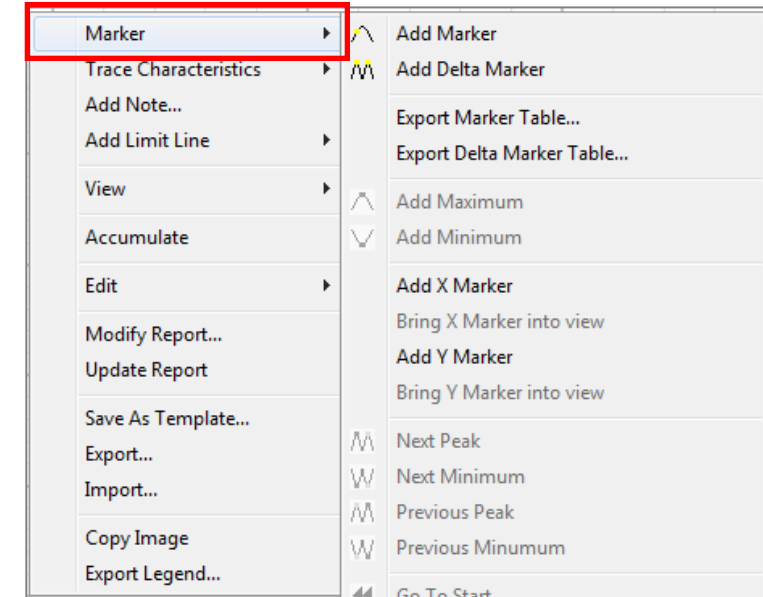 Marker
Trace Characteristics
Add Note...
Add Limit Line
View
Accumulate
Edit
Modify Report...
Update Report
Save As Template...
Export...
Import...
Copy Image
Export Legend...
Add Marker
Add Delta Marker
Export Marker Table...
Export Delta Marker Table...
Add Maximum
Add Minimum
Add X Marker
Bring X Marker into view
Add Y Marker
Bring Y Marker into view
Next Peak
Next Minimum
Previous Peak
Previous Minumum
Go To Start